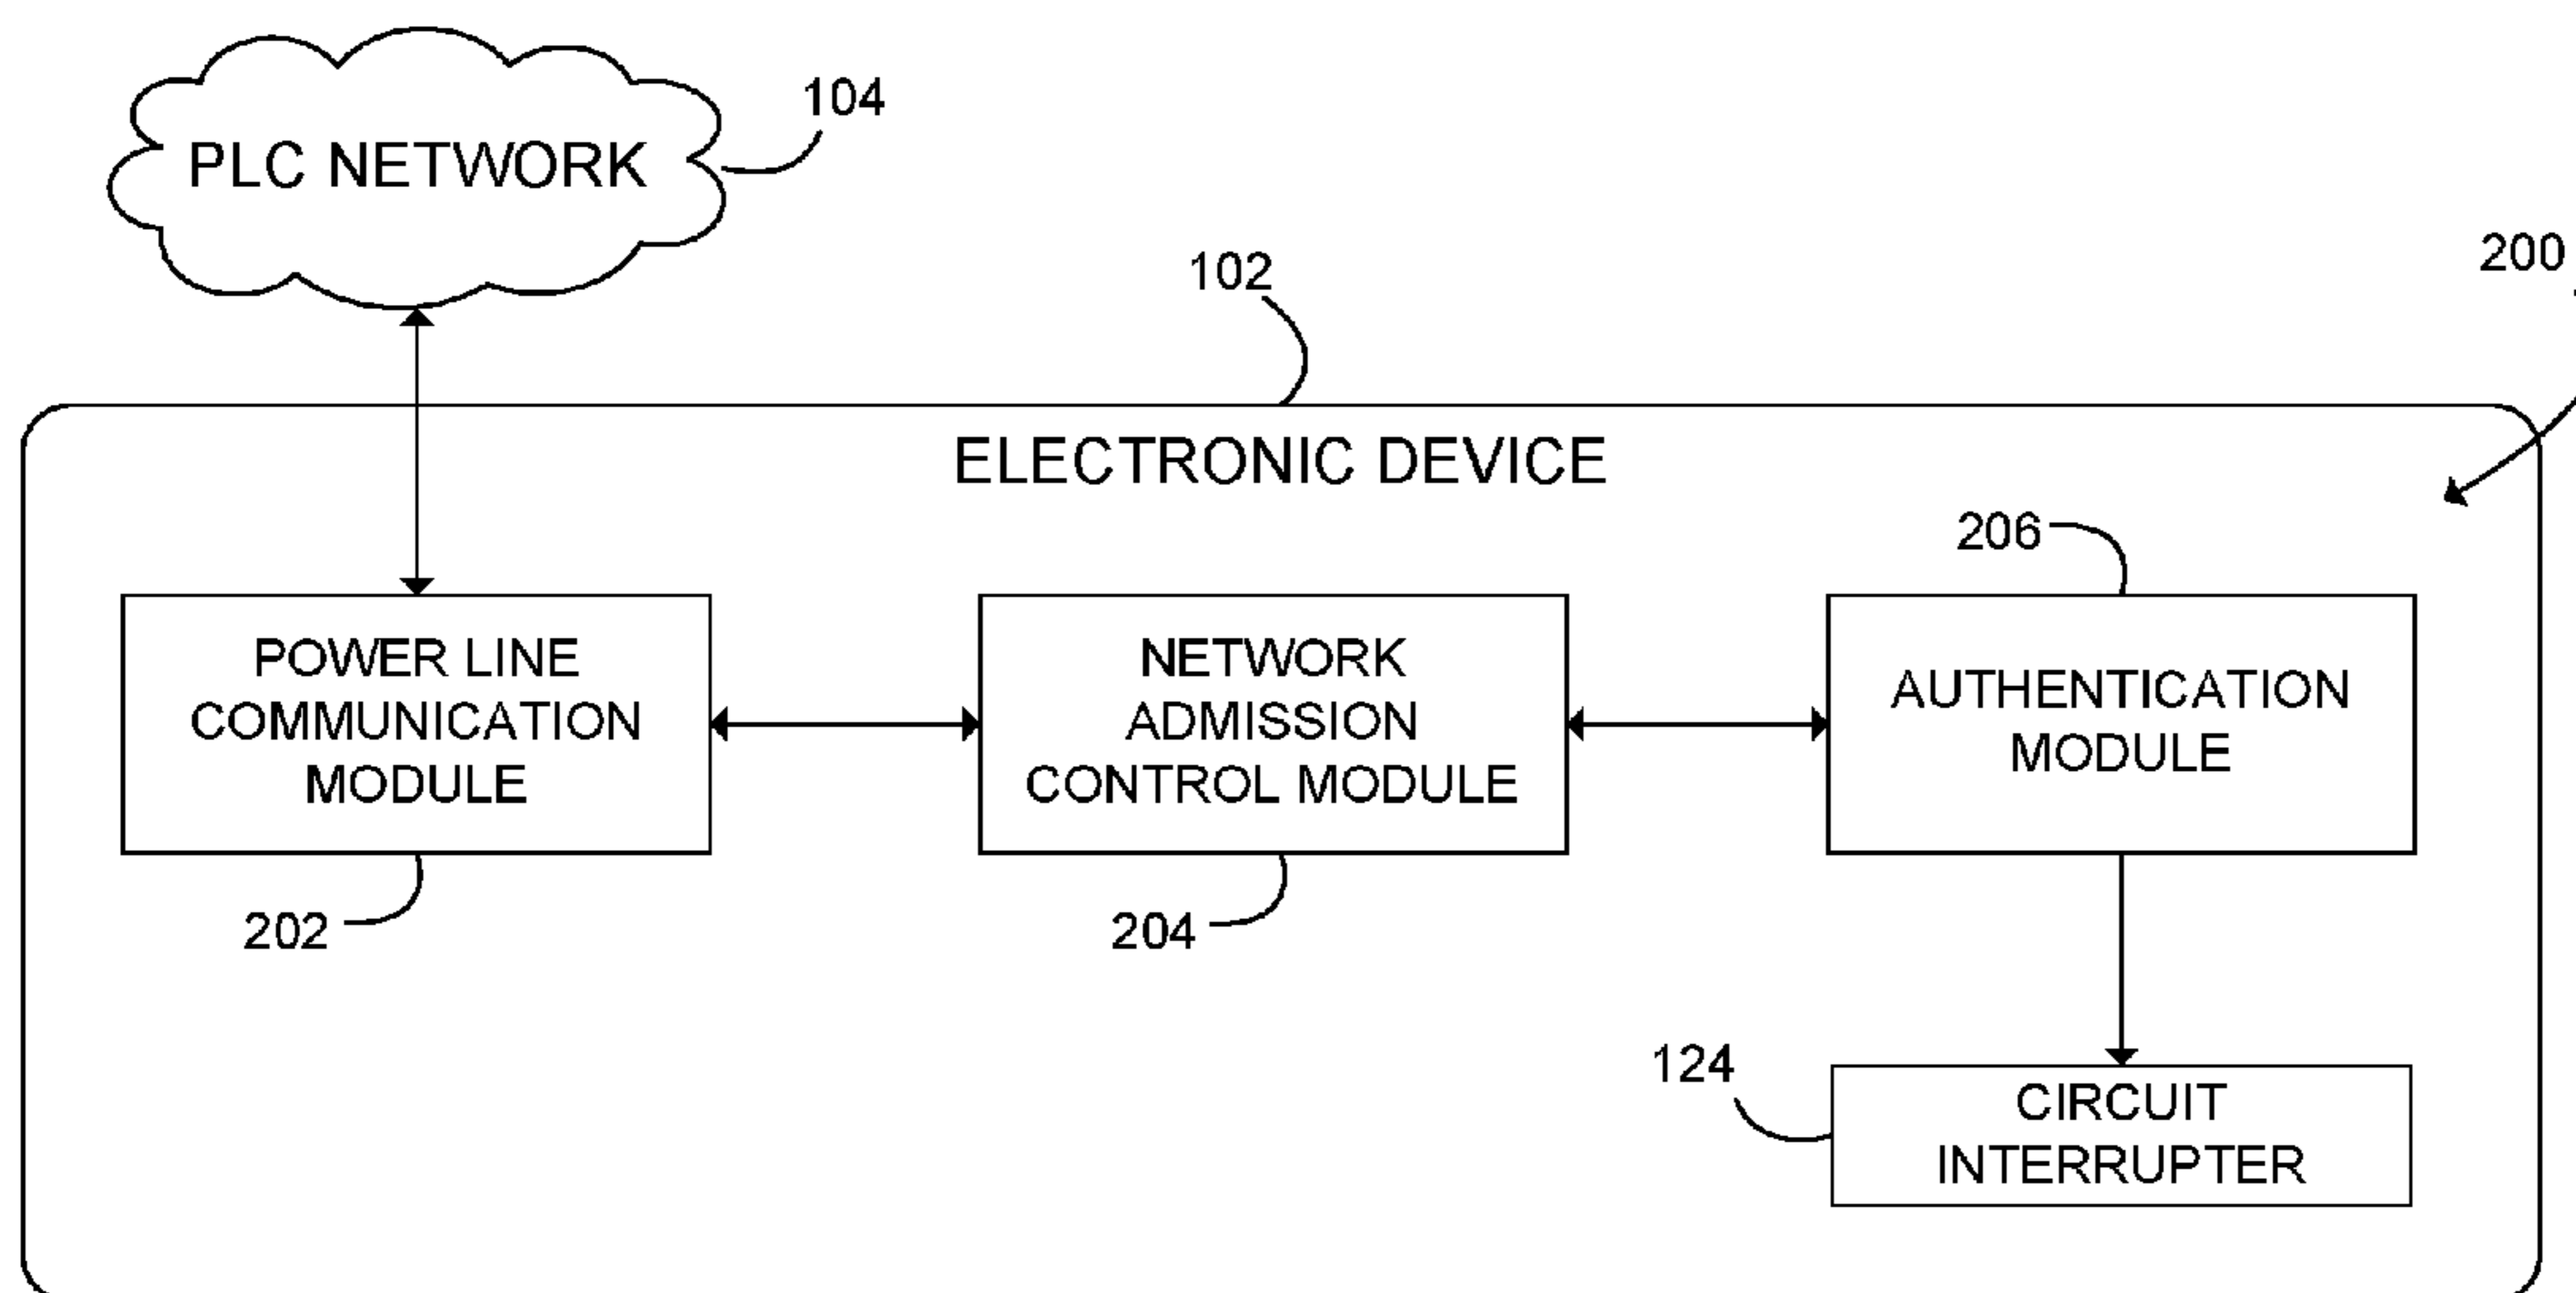 104
PLC NETWORK
102
200
ELECTRONIC DEVICE
206
POWER LINE
COMMUNICATION
MODULE
NETWORK
ADMISSION
CONTROL MODULE
AUTHENTICATION
MODULE
202
204
124
CIRCUIT
INTERRUPTER